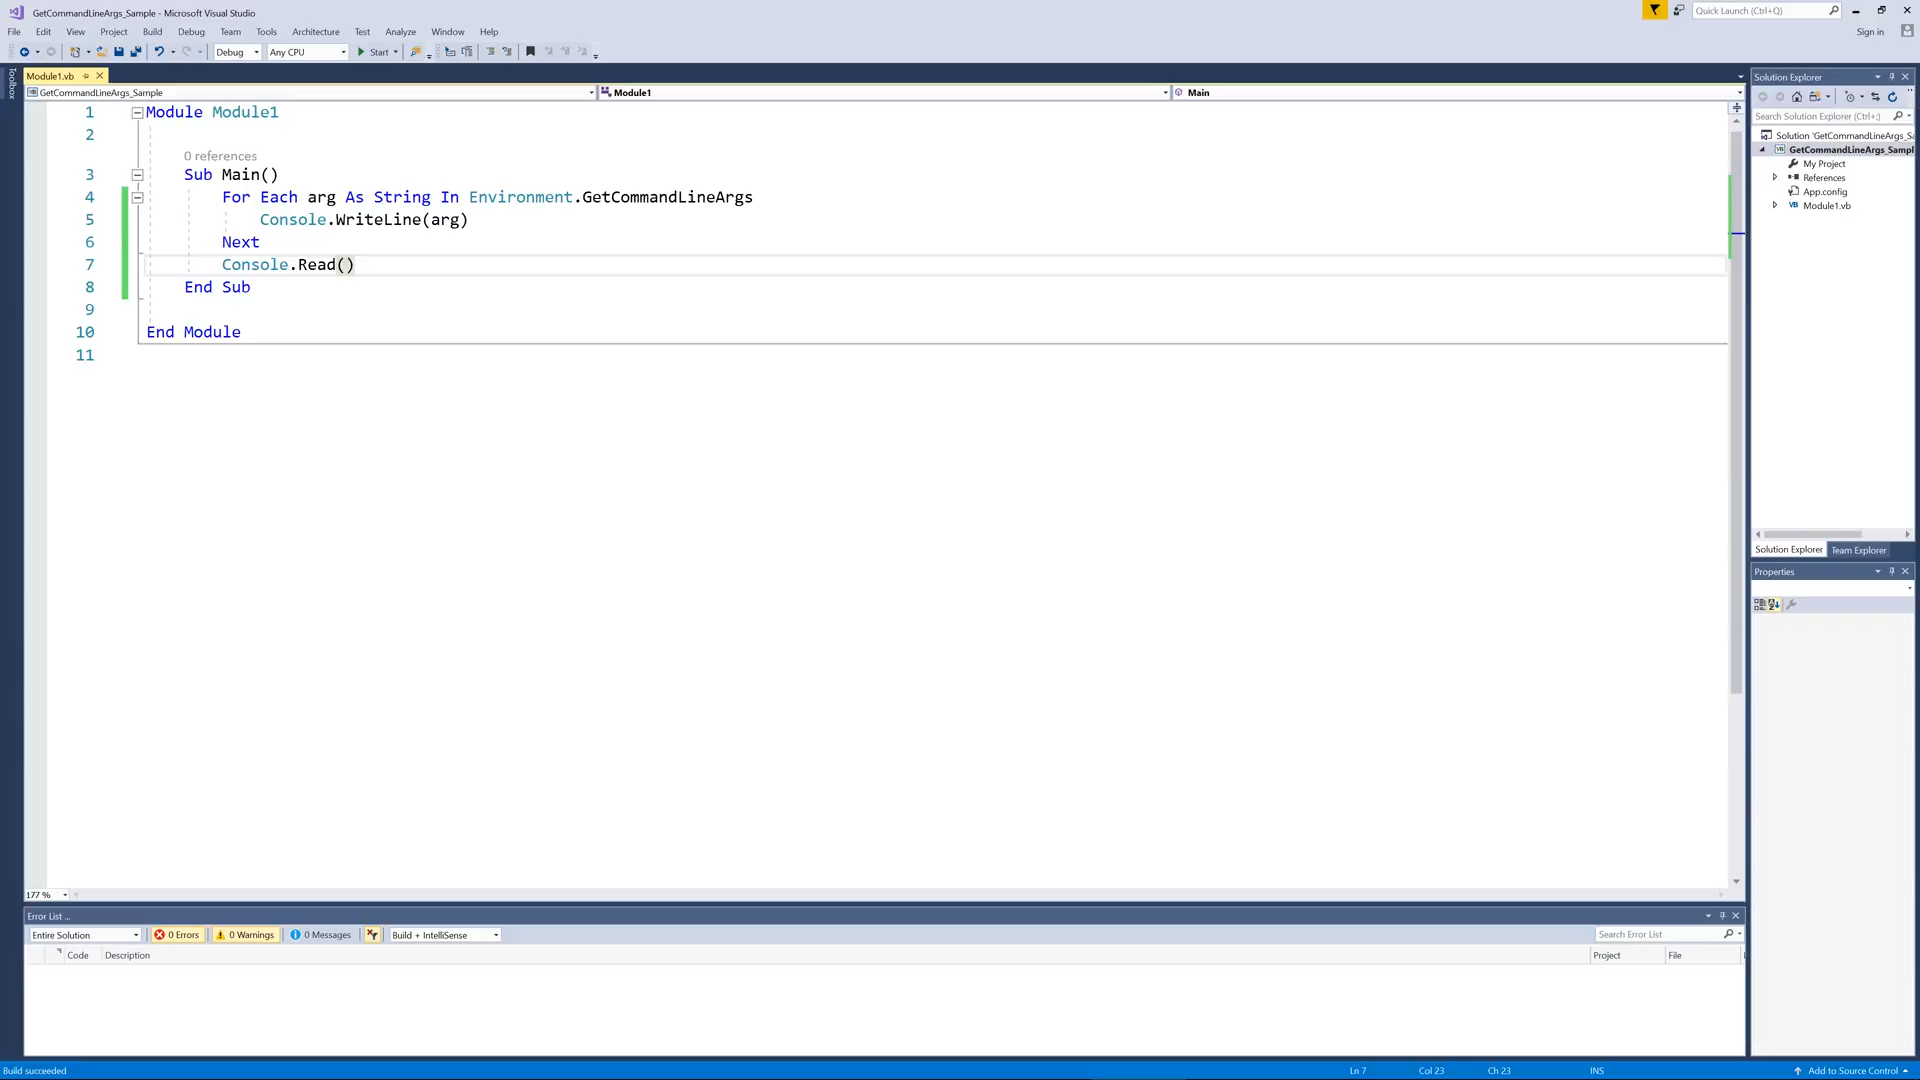 GetCommandLineArgs_Sample - Microsoft Visual Studio
Quick Launch (Ctrl+Q)
File Edit View Project Build Debug Team Tools Architecture Test Analyze Window Help
Sign in
Debug Any CPU Start
Toolbox
Module1.vb
GetCommandLineArgs_Sample Module1 Main
1 Module Module1
2
0 references
3 Sub Main()
4 For Each arg As String In Environment.GetCommandLineArgs
5 Console.WriteLine(arg)
6 Next
7 Console.Read()
8 End Sub
9
10 End Module
11
Solution Explorer
Search Solution Explorer (Ctrl+;)
Solution 'GetCommandLineArgs_Sa
GetCommandLineArgs_Sampl
My Project
References
App.config
VB Module1.vb
Solution Explorer Team Explorer
Properties
177 %
Error List ...
Entire Solution 0 Errors 0 Warnings 0 Messages Build + IntelliSense Search Error List
Code Description Project File
Build succeeded Ln 7 Col 23 Ch 23 INS Add to Source Control